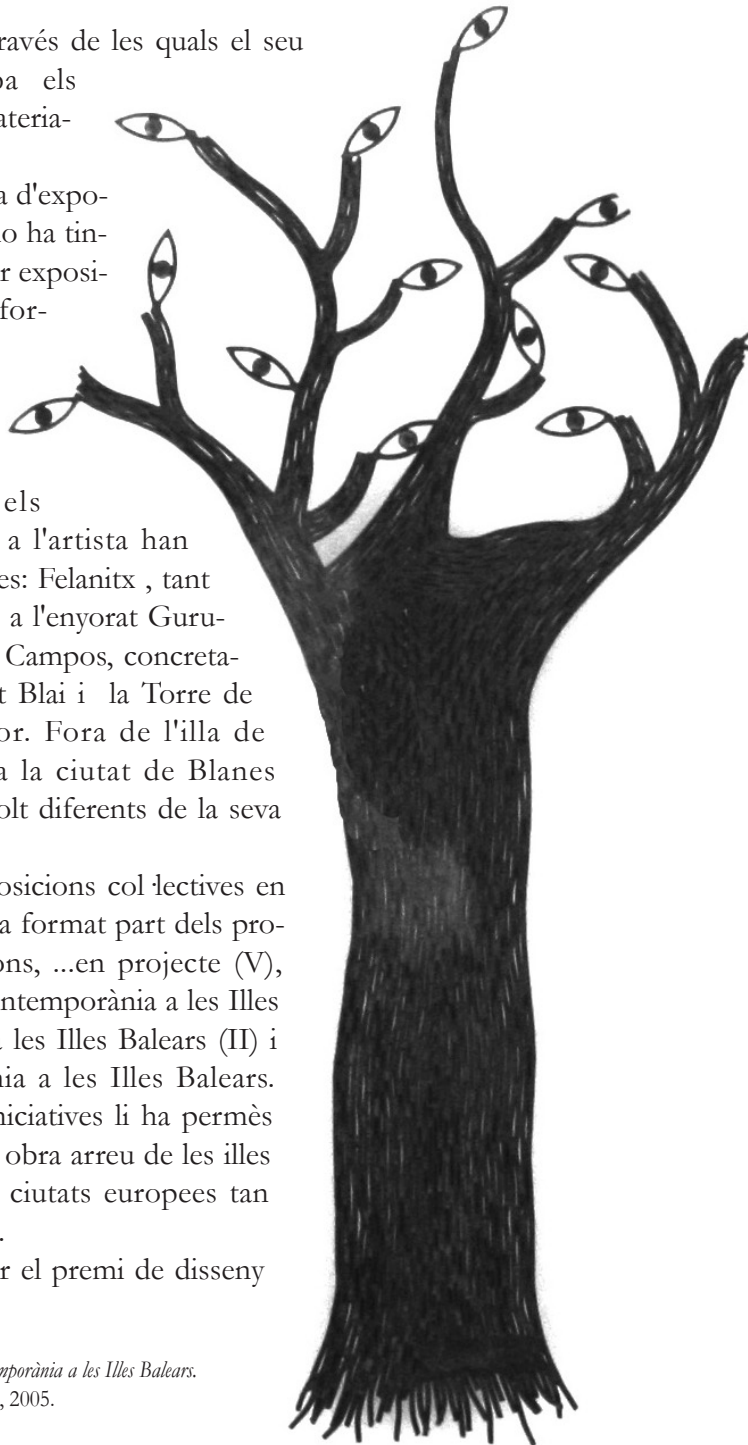 ravés de les quals el seu
els
ateria-
a d'expo-
o ha tin-
r exposi-
for-
els
a l'artista han
es: Felanitx , tant
a l'enyorat Guru-
Campos, concreta-
t Blai i la Torre de
or. Fora de l'illa de
a la ciutat de Blanes
olt diferents de la seva
osicions col·lectives en
a format part dels pro-
ons, ...en projecte (V),
ntemporània a les Illes
a les Illes Balears (II) i
nia a les Illes Balears.
niciatives li ha permès
obra arreu de les illes
ciutats europees tan
.
r el premi de disseny
mporània a les Illes Balears.
, 2005.